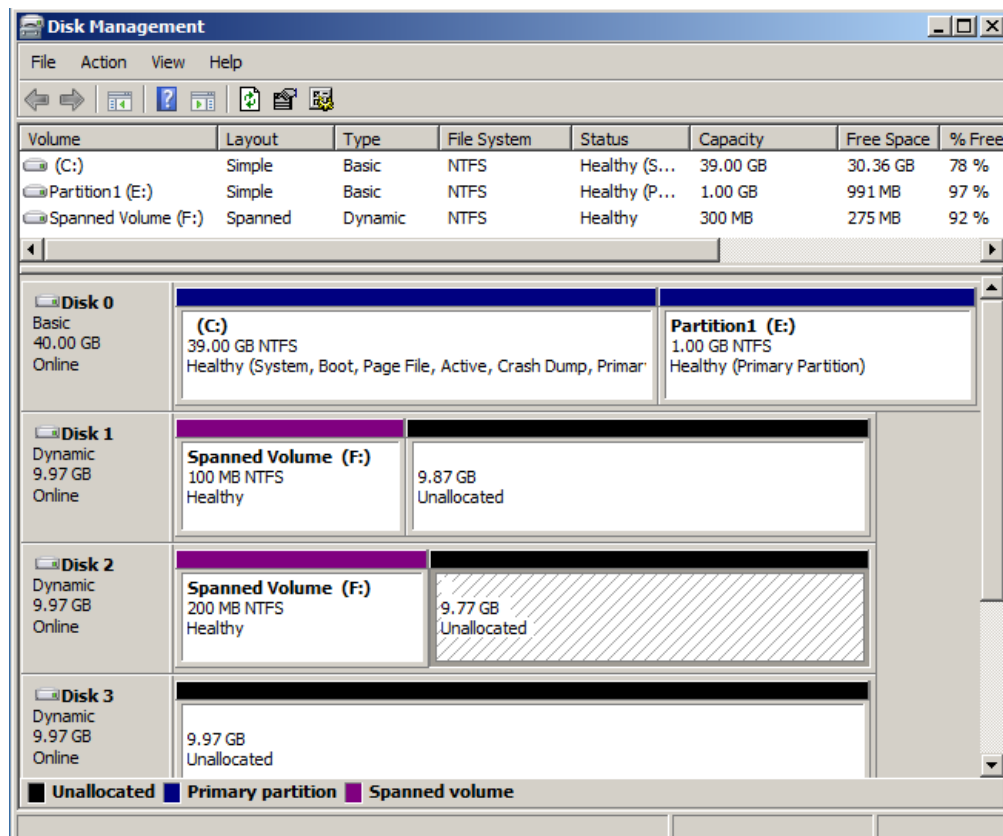 Disk Management
File Action View Help
Volume Layout Type File System Status Capacity Free Space % Free
(C:) Simple Basic NTFS Healthy (S... 39.00 GB 30.36 GB 78 %
Partition1 (E:) Simple Basic NTFS Healthy (P... 1.00 GB 991 MB 97 %
Spanned Volume (F:) Spanned Dynamic NTFS Healthy 300 MB 275 MB 92 %
Disk 0
Basic
40.00 GB
Online
(C:)
39.00 GB NTFS
Healthy (System, Boot, Page File, Active, Crash Dump, Primar
Partition1 (E:)
1.00 GB NTFS
Healthy (Primary Partition)
Disk 1
Dynamic
9.97 GB
Online
Spanned Volume (F:)
100 MB NTFS
Healthy
9.87 GB
Unallocated
Disk 2
Dynamic
9.97 GB
Online
Spanned Volume (F:)
200 MB NTFS
Healthy
9.77 GB
Unallocated
Disk 3
Dynamic
9.97 GB
Online
9.97 GB
Unallocated
Unallocated Primary partition Spanned volume